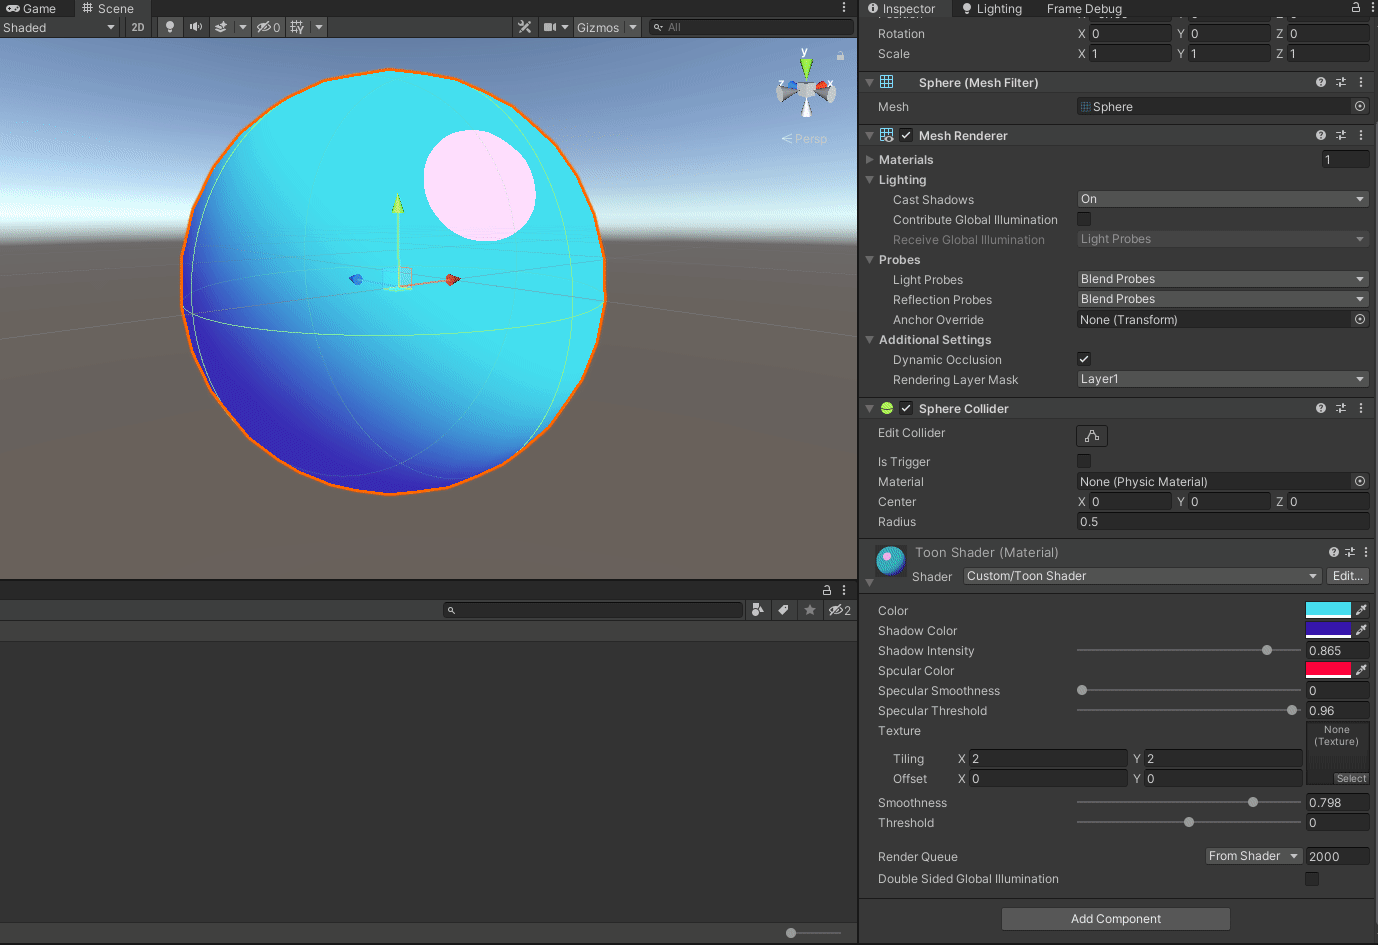 Game
Scene
Shaded
2D
0
Gizmos
All
y
z
x
Persp
2
Inspector
Lighting
Frame Debug
Rotation X 0 Y 0 Z 0
Scale X 1 Y 1 Z 1
Sphere (Mesh Filter)
Mesh Sphere
Mesh Renderer
Materials 1
Lighting
Cast Shadows On
Contribute Global Illumination
Receive Global Illumination Light Probes
Probes
Light Probes Blend Probes
Reflection Probes Blend Probes
Anchor Override None (Transform)
Additional Settings
Dynamic Occlusion
Rendering Layer Mask Layer1
Sphere Collider
Edit Collider
Is Trigger
Material None (Physic Material)
Center X 0 Y 0 Z 0
Radius 0.5
Toon Shader (Material)
Shader Custom/Toon Shader Edit...
Color
Shadow Color
Shadow Intensity 0.865
Spcular Color
Specular Smoothness 0
Specular Threshold 0.96
Texture None
(Texture)
Tiling X 2 Y 2
Offset X 0 Y 0 Select
Smoothness 0.798
Threshold 0
Render Queue From Shader 2000
Double Sided Global Illumination
Add Component